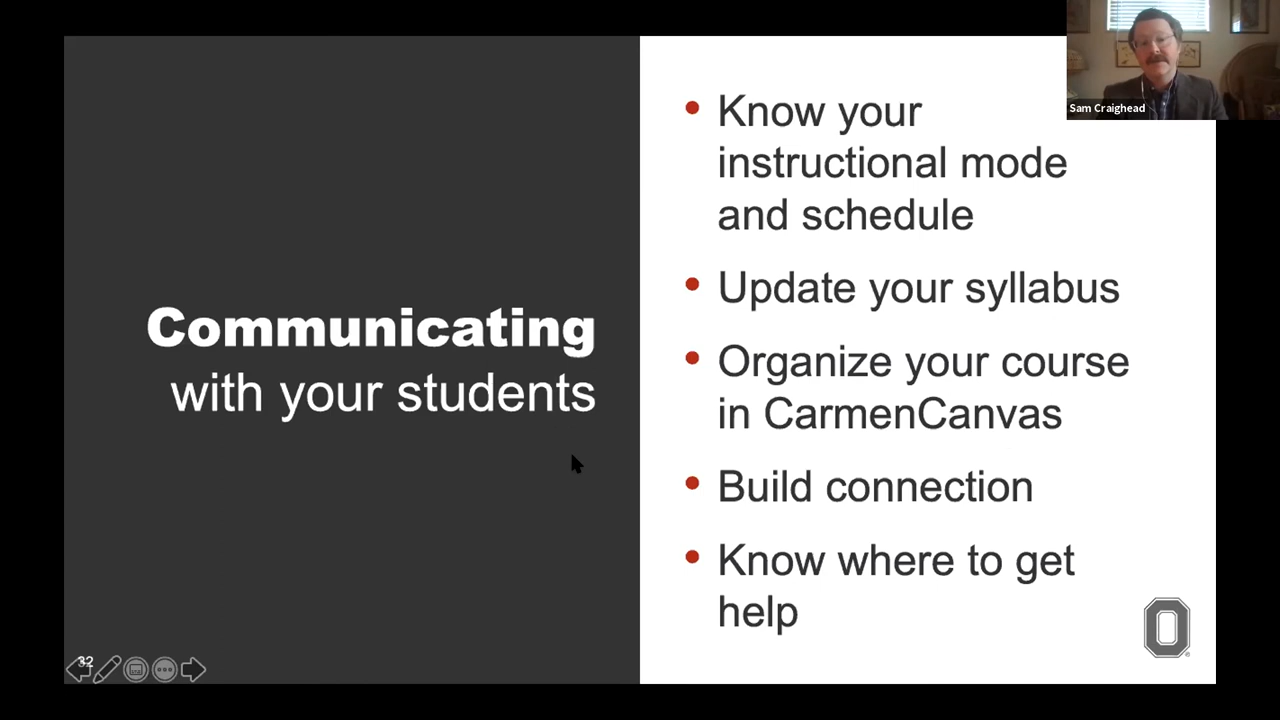 Sam Craighead
Communicating
with your students
• Know your
instructional mode
and schedule
• Update your syllabus
• Organize your course
in CarmenCanvas
• Build connection
• Know where to get
help
32
O